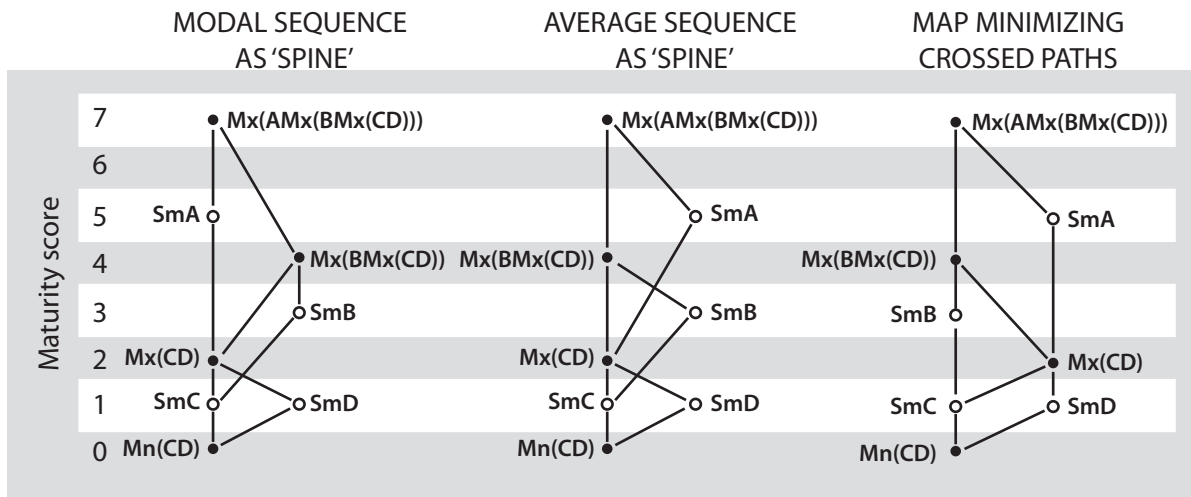 MODAL SEQUENCE
AS ‘SPINE’
AVERAGE SEQUENCE
AS ‘SPINE’
MAP MINIMIZING
CROSSED PATHS
Maturity score
7
6
5
4
3
2
1
0
Mx(AMx(BMx(CD)))
SmA
Mx(BMx(CD))
SmB
Mx(CD)
SmC
SmD
Mn(CD)
Mx(AMx(BMx(CD)))
SmA
Mx(BMx(CD))
SmB
Mx(CD)
SmC
SmD
Mn(CD)
Mx(AMx(BMx(CD)))
SmA
Mx(BMx(CD))
SmB
Mx(CD)
SmC
SmD
Mn(CD)